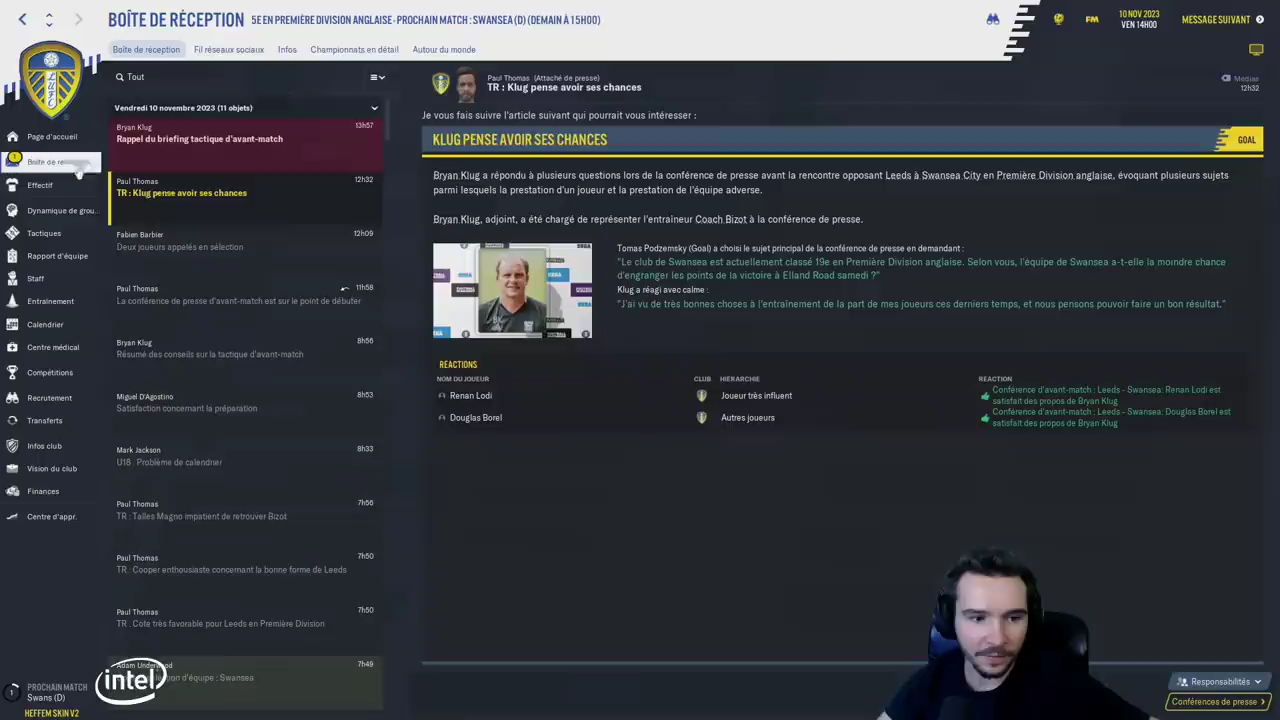 BOÎTE DE RÉCEPTION
5E EN PREMIÈRE DIVISION ANGLAISE - PROCHAIN MATCH : SWANSEA (D) (DEMAIN À 15H00)
FM
10 NOV 2023
VEN 14H00
MESSAGE SUIVANT
Boîte de réception
Fil réseaux sociaux
Infos
Championnats en détail
Autour du monde
Tout
Vendredi 10 novembre 2023 (11 objets)
Bryan Klug 13h57
Rappel du briefing tactique d'avant-match
Paul Thomas 12h32
TR : Klug pense avoir ses chances
Fabien Barbier 12h09
Deux joueurs appelés en sélection
Paul Thomas 11h58
La conférence de presse d'avant-match est sur le point de débuter
Bryan Klug 8h56
Résumé des conseils sur la tactique d'avant-match
Miguel D'Agostino 8h53
Satisfaction concernant la préparation
Mark Jackson 8h33
U18 : Problème de calendrier
Paul Thomas 7h56
TR : Talles Magno impatient de retrouver Bizot
Paul Thomas 7h50
TR : Cooper enthousiaste concernant la bonne forme de Leeds
Paul Thomas 7h50
TR : Cote très favorable pour Leeds en Première Division
Adam Underwood 7h49
d'équipe : Swansea
Page d'accueil
1
Boîte de re
Effectif
Dynamique de grou...
Tactiques
Rapport d'équipe
Staff
Entraînement
Calendrier
Centre médical
Compétitions
Recrutement
Transferts
Infos club
Vision du club
Finances
Centre d'appr.
1
PROCHAIN MATCH
Swans (D)
HEFFEM SKIN V2
intel
Paul Thomas (Attaché de presse)
TR : Klug pense avoir ses chances
Médias
12h32
Je vous fais suivre l'article suivant qui pourrait vous intéresser :
KLUG PENSE AVOIR SES CHANCES
GOAL
Bryan Klug a répondu à plusieurs questions lors de la conférence de presse avant la rencontre opposant Leeds à Swansea City en Première Division anglaise, évoquant plusieurs sujets
parmi lesquels la prestation d'un joueur et la prestation de l'équipe adverse.
Bryan Klug, adjoint, a été chargé de représenter l'entraîneur Coach Bizot à la conférence de presse.
Tomas Podzemsky (Goal) a choisi le sujet principal de la conférence de presse en demandant :
"Le club de Swansea est actuellement classé 19e en Première Division anglaise. Selon vous, l'équipe de Swansea a-t-elle la moindre chance
d'engranger les points de la victoire à Elland Road samedi ?"
Klug a réagi avec calme :
"J'ai vu de très bonnes choses à l'entraînement de la part de mes joueurs ces derniers temps, et nous pensons pouvoir faire un bon résultat."
RÉACTIONS
NOM DU JOUEUR CLUB HIÉRARCHIE RÉACTION
Renan Lodi Joueur très influent Conférence d'avant-match : Leeds - Swansea: Renan Lodi est
satisfait des propos de Bryan Klug
Douglas Borel Autres joueurs Conférence d'avant-match : Leeds - Swansea: Douglas Borel est
satisfait des propos de Bryan Klug
Responsabilités
Conférences de presse